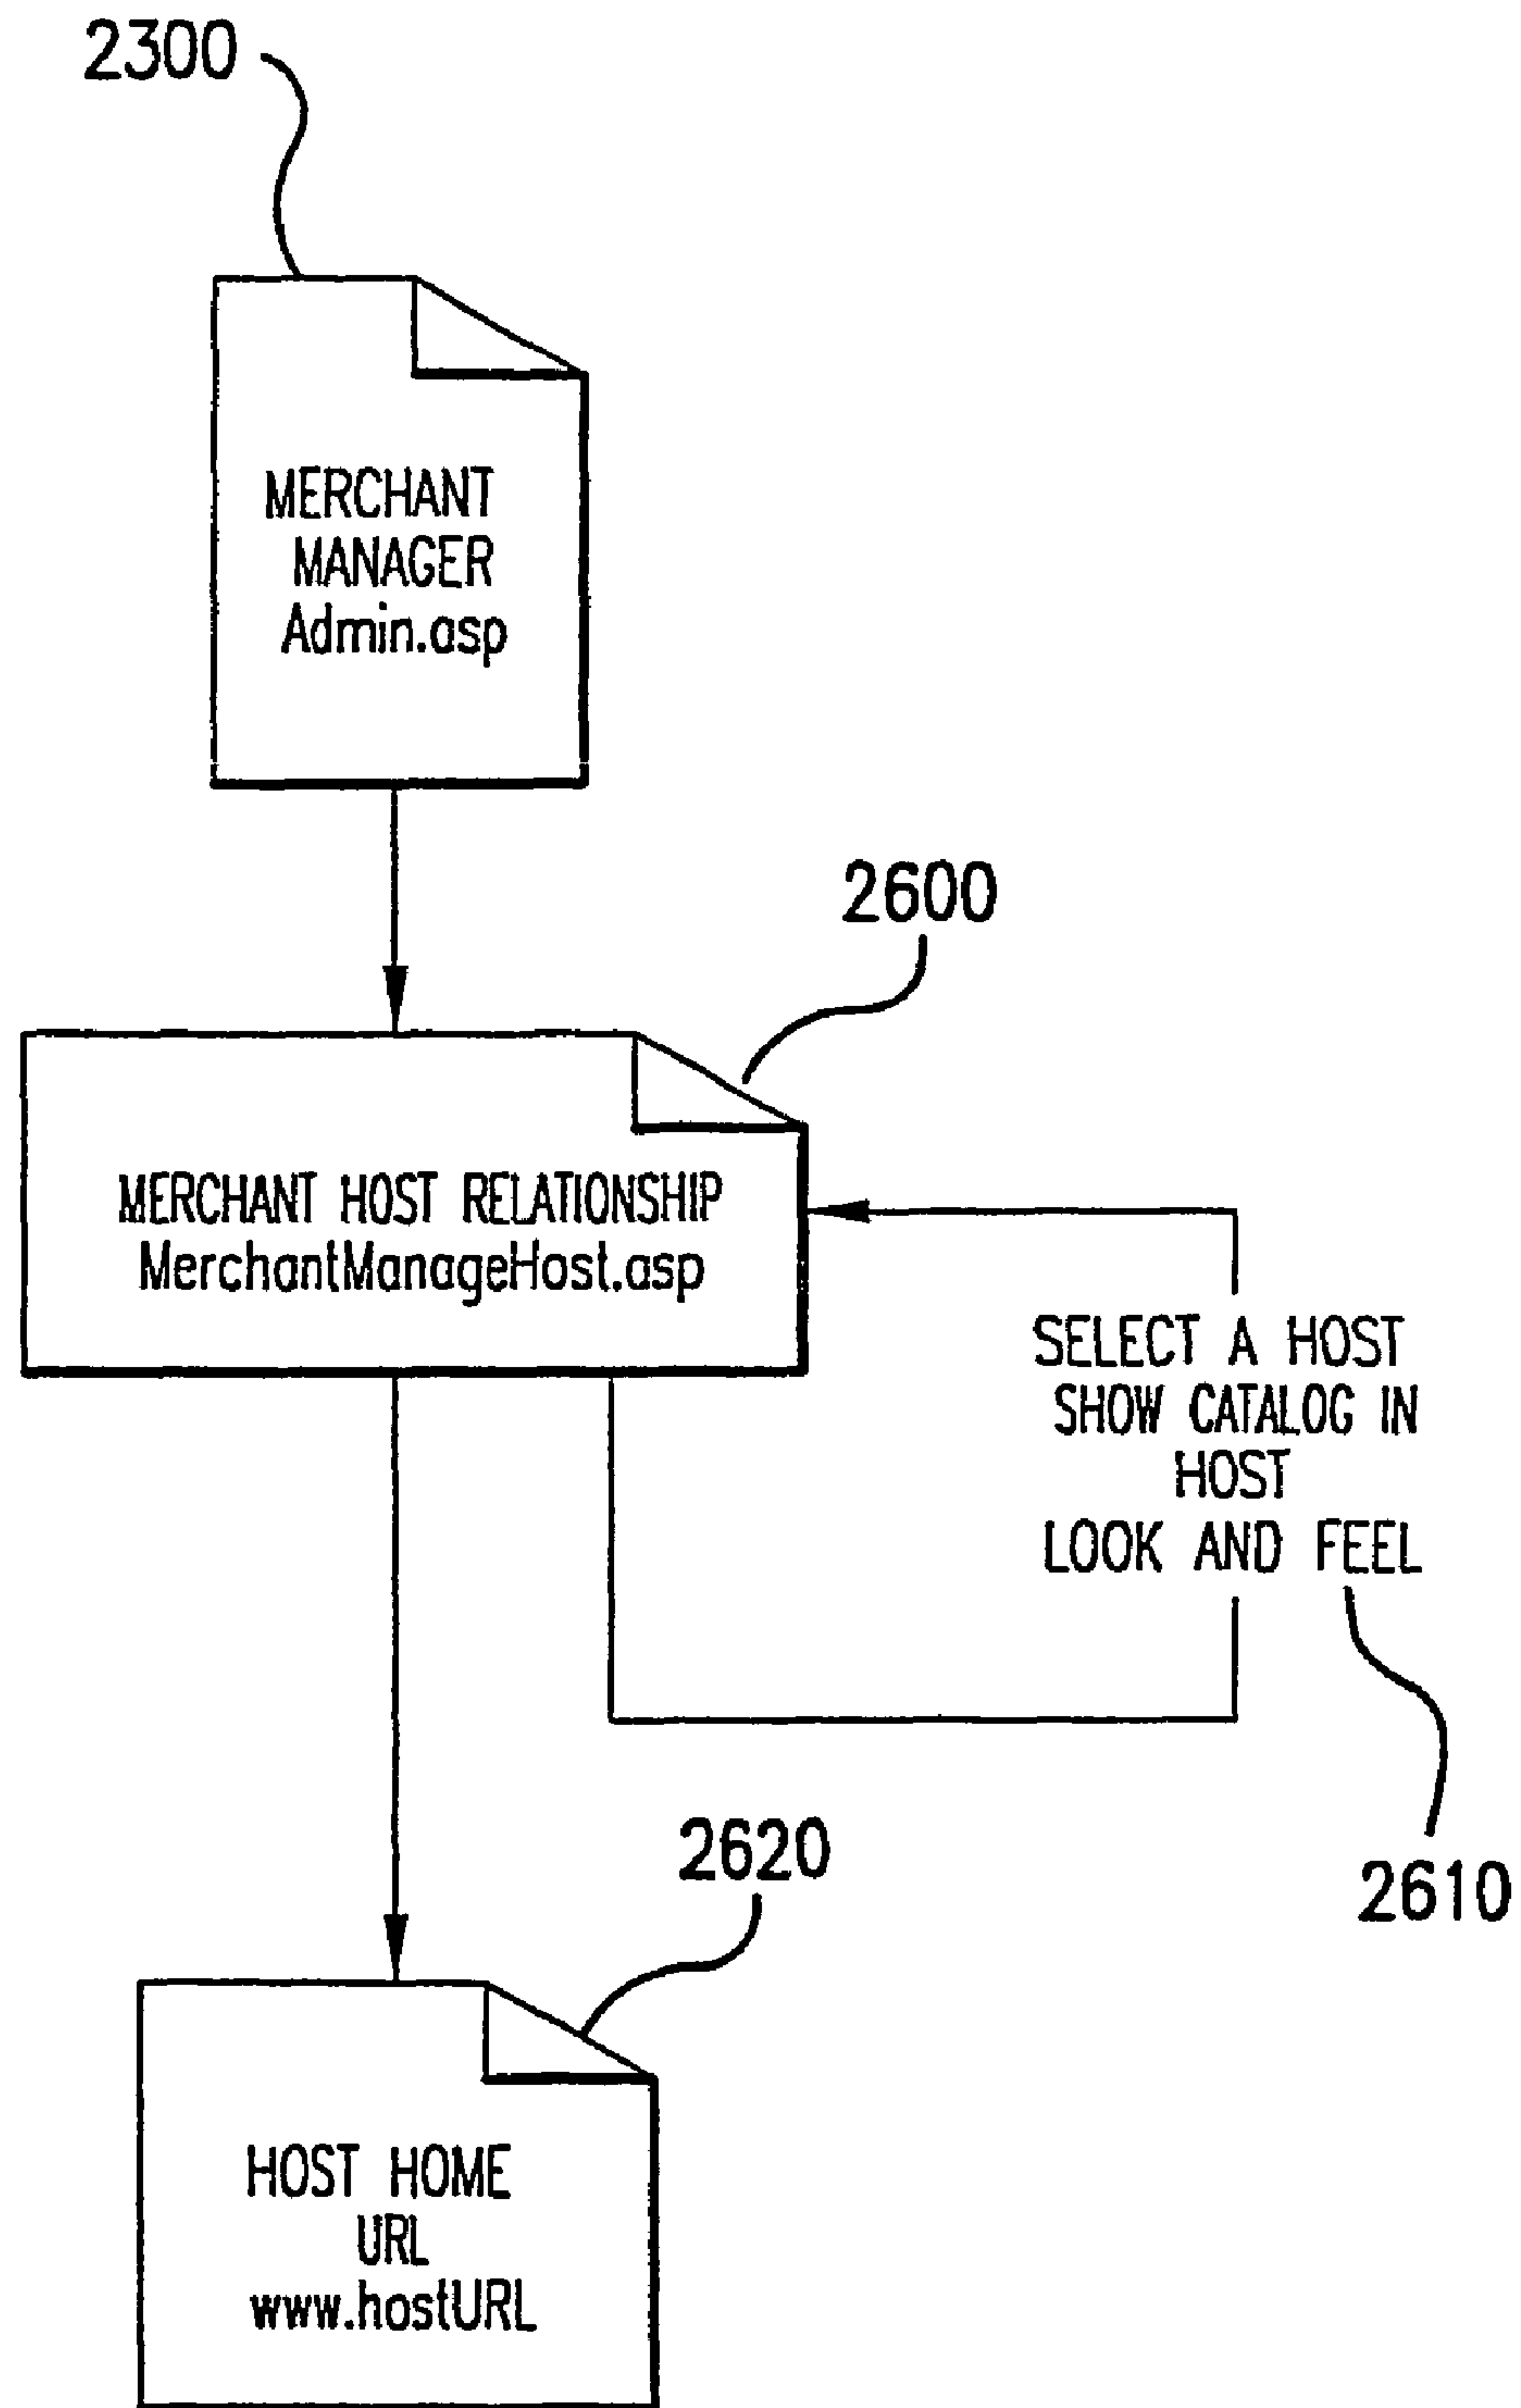 2300
MERCHANT
MANAGER
Admin.asp
2600
MERCHANT HOST RELATIONSHIP
MerchantManageHost.asp
SELECT A HOST
SHOW CATALOG IN
HOST
LOOK AND FEEL
2610
2620
HOST HOME
URL
www.hostURL